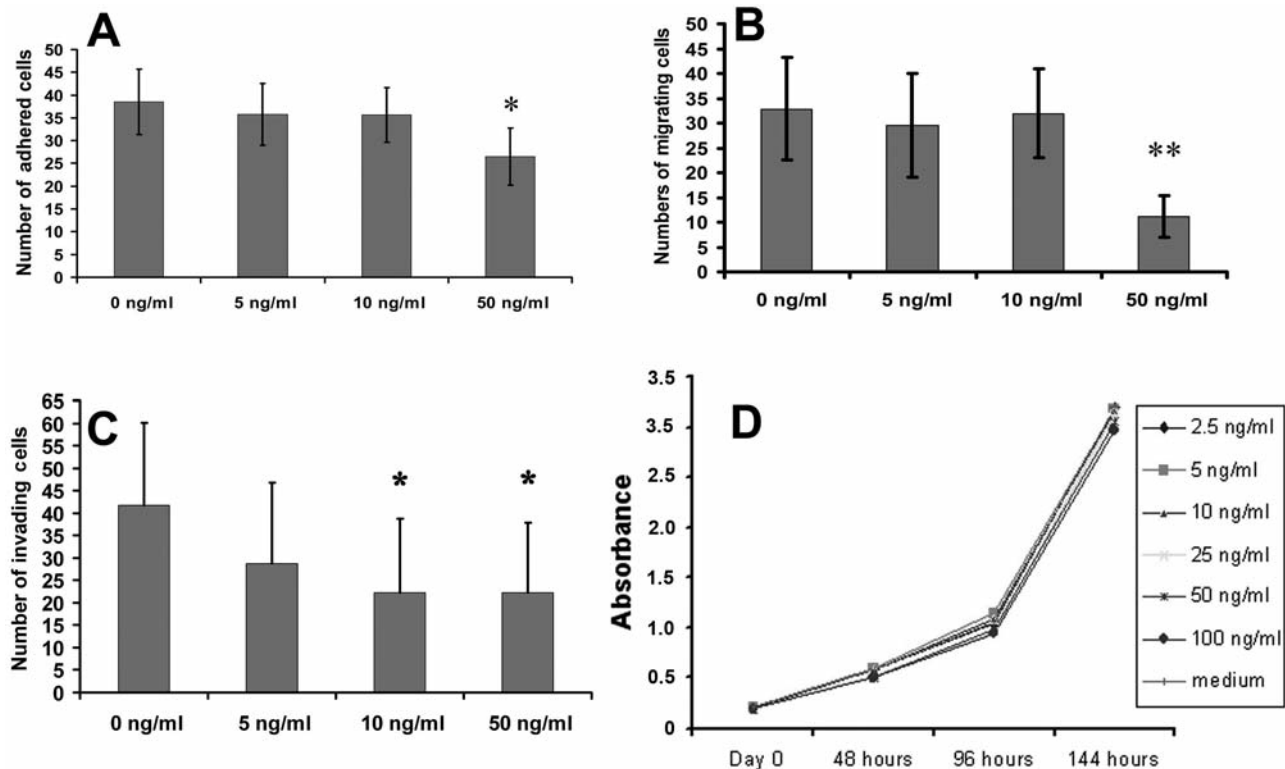 A
Number of adhered cells
50
45
40
35
30
25
20
15
10
5
0
*
0 ng/ml 5 ng/ml 10 ng/ml 50 ng/ml
B
Numbers of migrating cells
50
45
40
35
30
25
20
15
10
5
0
**
0 ng/ml 5 ng/ml 10 ng/ml 50 ng/ml
C
Number of invading cells
65
60
55
50
45
40
35
30
25
20
15
10
5
0
* *
0 ng/ml 5 ng/ml 10 ng/ml 50 ng/ml
D
Absorbance
3.5
3.5
2.5
3.0
1.5
1.0
0.5
0
Day 0 48 hours 96 hours 144 hours
2.5 ng/ml
5 ng/ml
10 ng/ml
25 ng/ml
50 ng/ml
100 ng/ml
medium